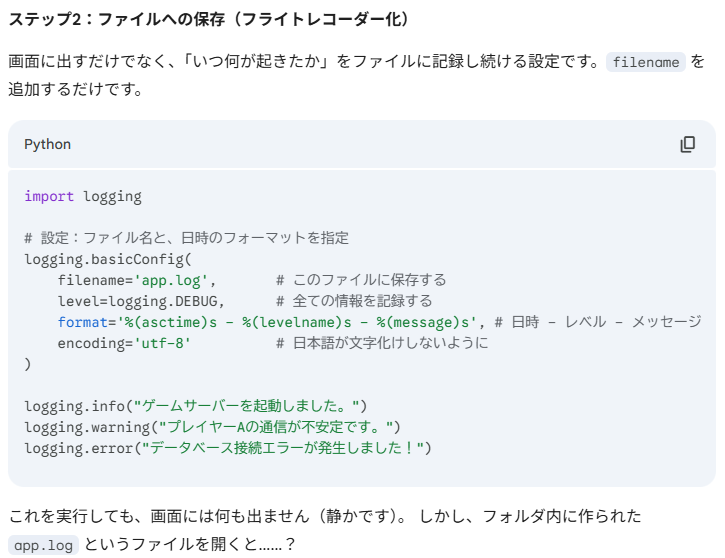 ステップ2：ファイルへの保存（フライトレコーダー化）
画面に出すだけでなく、「いつ何が起きたか」をファイルに記録し続ける設定です。 filename を
追加するだけです。
Python
import logging
# 設定：ファイル名と、日時のフォーマットを指定
logging.basicConfig(
    filename='app.log',       # このファイルに保存する
    level=logging.DEBUG,      # 全ての情報を記録する
    format='%(asctime)s - %(levelname)s - %(message)s', # 日時 - レベル - メッセージ
    encoding='utf-8'          # 日本語が文字化けしないように
)
logging.info("ゲームサーバーを起動しました。")
logging.warning("プレイヤーAの通信が不安定です。")
logging.error("データベース接続エラーが発生しました！")
これを実行しても、画面には何も出ません（静かです）。 しかし、フォルダ内に作られた
app.log というファイルを開くと……？